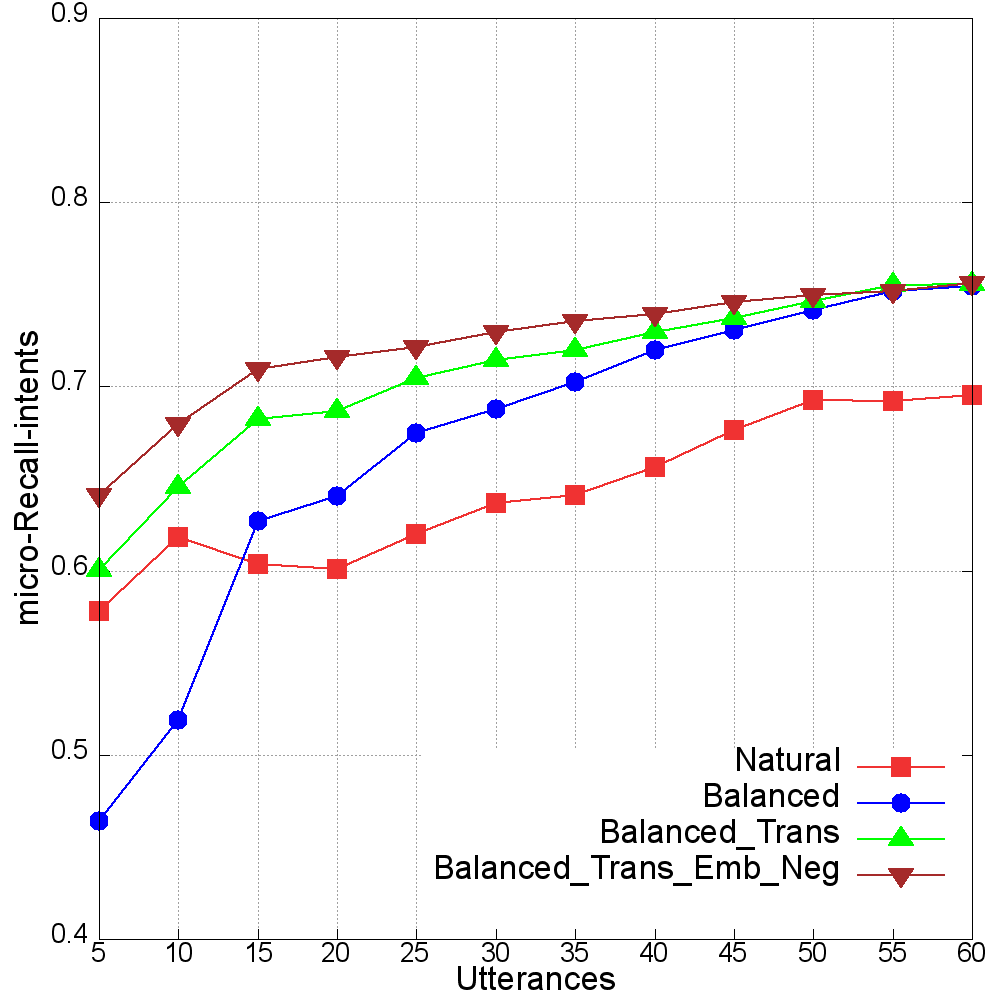 0.9
0.8
0.7
0.6
0.5
0.4
micro-Recall-intents
Natural
Balanced
Balanced_Trans
Balanced_Trans_Emb_Neg
5 10 15 20 25 30 35 40 45 50 55 60
Utterances